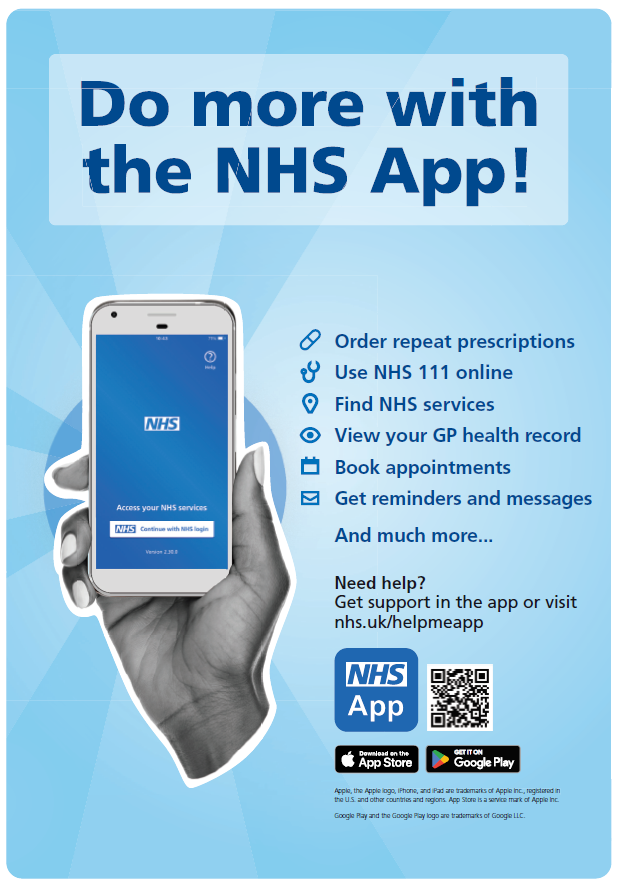 Do more with
the NHS App!
Help
NHS
Access your NHS services
NHS Continue with NHS login
Version 2.30.0
Order repeat prescriptions
Use NHS 111 online
Find NHS services
View your GP health record
Book appointments
Get reminders and messages
And much more...
Need help?
Get support in the app or visit
nhs.uk/helpmeapp
NHS
App
Download on the
App Store
GET IT ON
Google Play
Apple, the Apple logo, iPhone, and iPad are trademarks of Apple Inc., registered in
the U.S. and other countries and regions. App Store is a service mark of Apple Inc.
Google Play and the Google Play logo are trademarks of Google LLC.